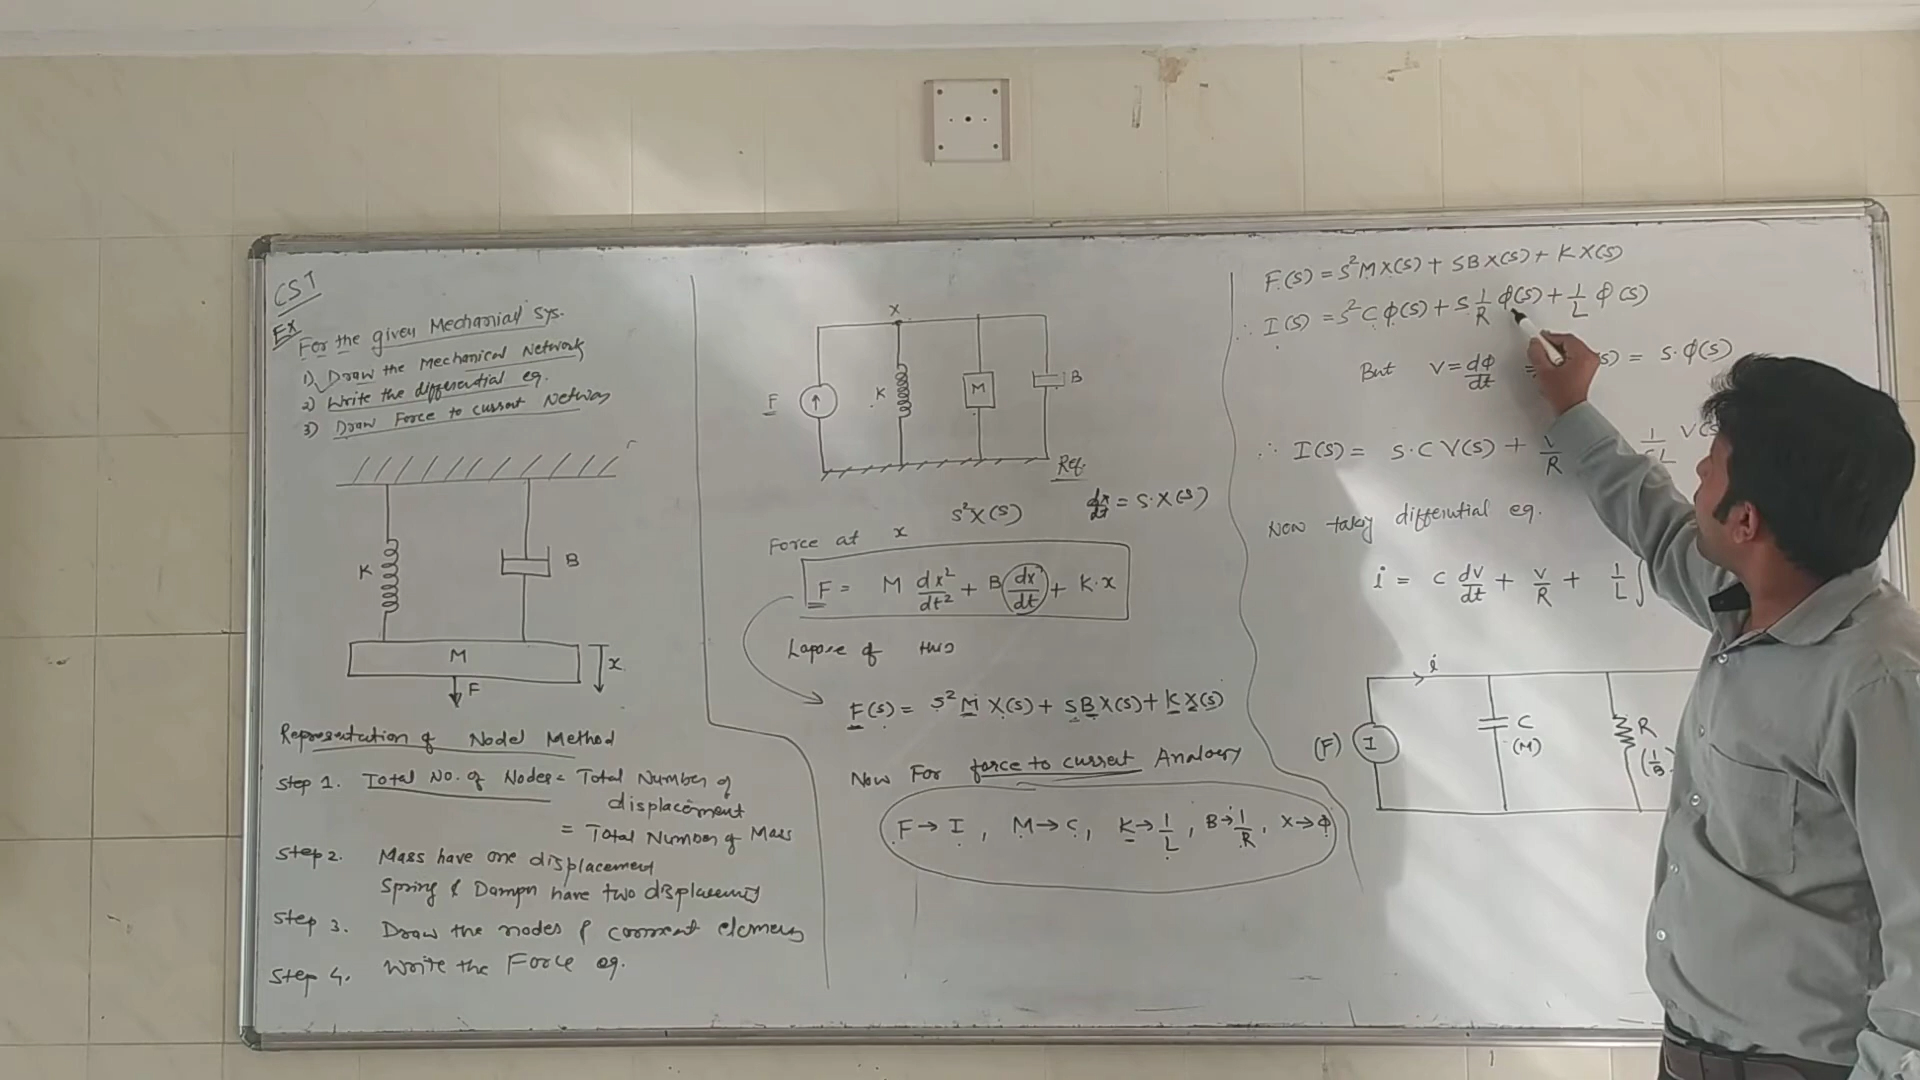 CST
Ex
For the given Mechanial Sys.
1) Draw the Mechanical Network
2) Write the differential eq.
3) Draw Force to current Network
K
B
M
x
F
Representation of Nodel Method
Step 1. Total No. of Nodes = Total Number of
displacement
= Total Number of Mass
Step 2. Mass have one displacement
Spring & Dampn have two displacement
Step 3. Draw the nodes & connect elements
Step 4. Write the Force eq.
X
F
K
M
B
Ref.
s²X(s) dx/dt = S.X(s)
Force at x
F = M dx²/dt² + B dx/dt + K.x
Lapase of this
F(s) = S²M X(s) + SB X(s) + K X(s)
Now For force to current Analogy
F → I, M → C, K → 1/L, B → 1/R, X → Φ
F(s) = S²M X(s) + SB X(s) + K X(s)
∴ I(s) = S²C Φ(s) + S 1/R Φ(s) + 1/L Φ(s)
But V = dΦ/dt (s) = S.Φ(s)
∴ I(s) = S.C V(s) + V/R
Now taking differential eq.
i = C dv/dt + v/R + 1/L ∫
i
(F) I
C
(M)
R
(1/B)